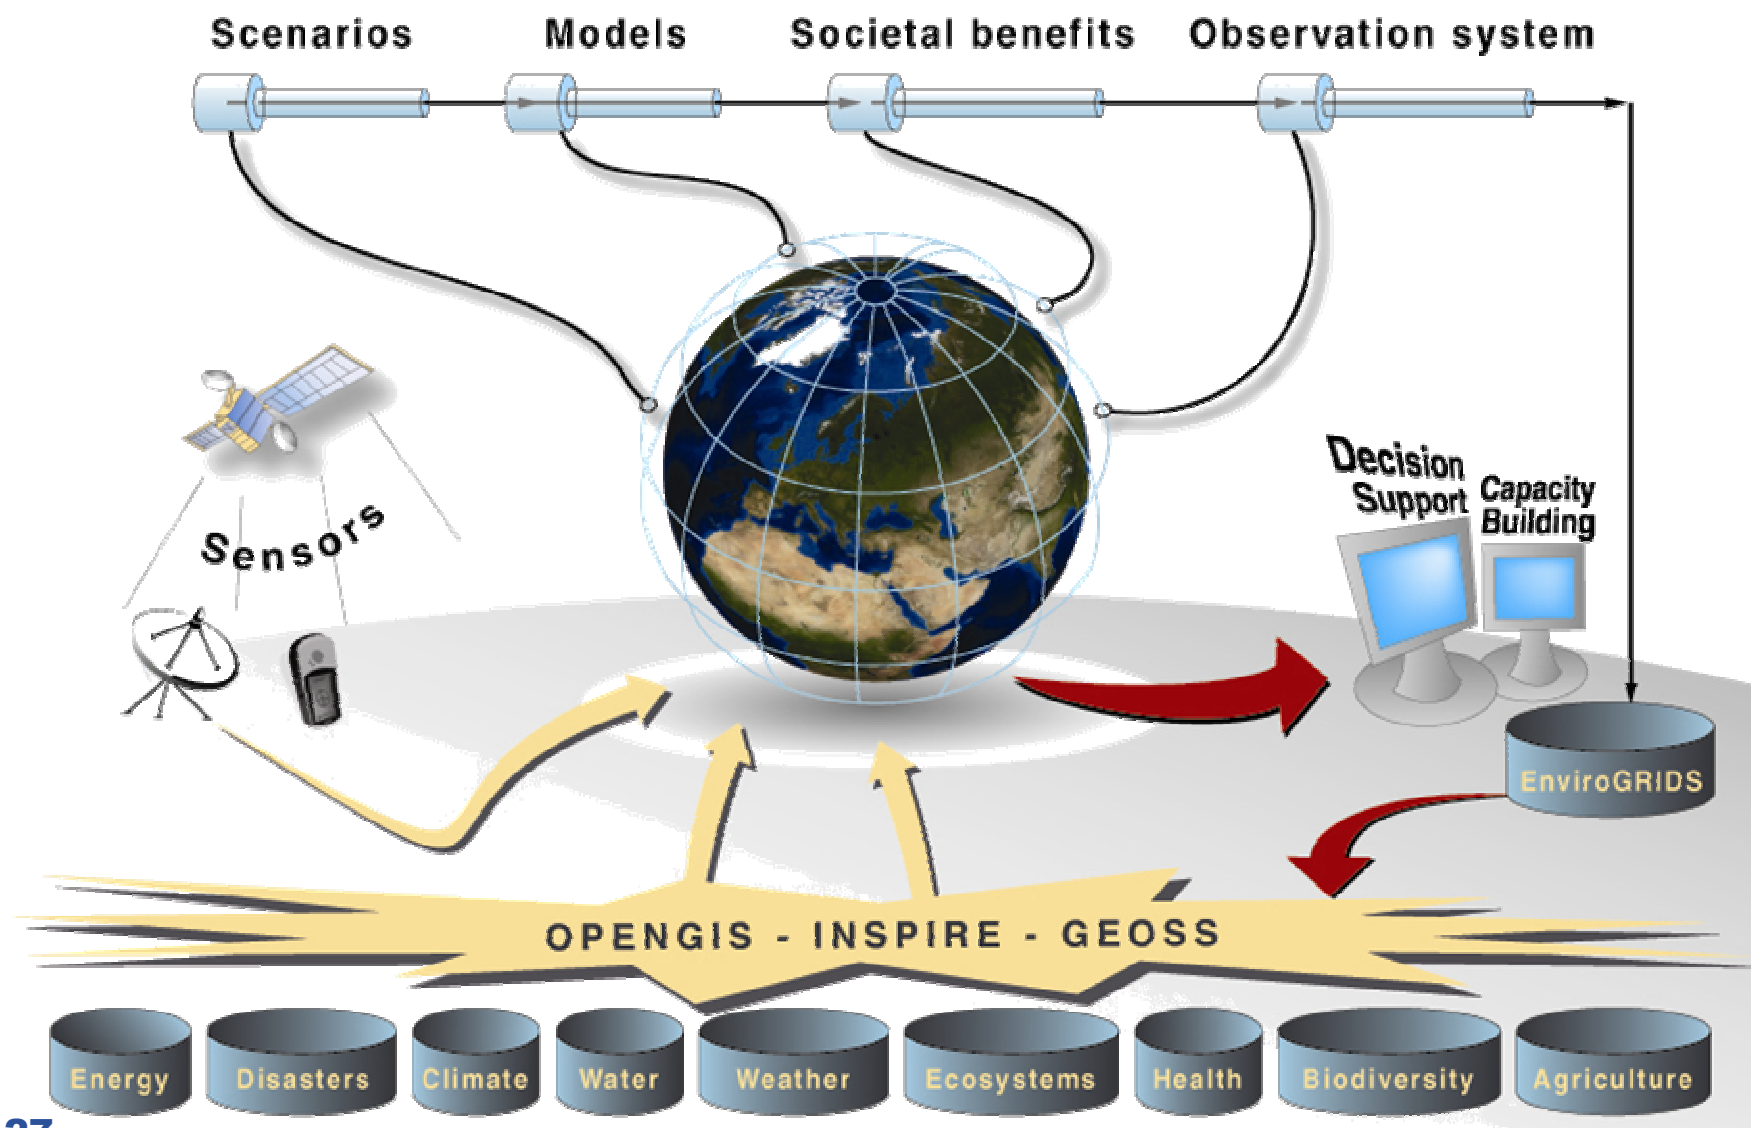 Scenarios
Models
Societal benefits
Observation system
Sensors
Decision
Support
Capacity
Building
EnviroGRIDS
OPENGIS - INSPIRE - GEOSS
Energy
Disasters
Climate
Water
Weather
Ecosystems
Health
Biodiversity
Agriculture